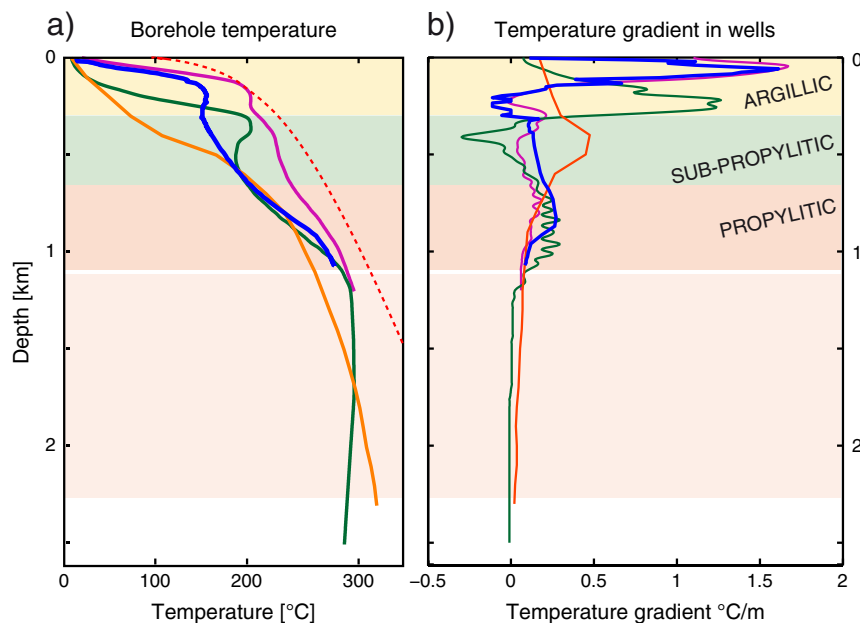 a) Borehole temperature
b) Temperature gradient in wells
0
1
2
Depth [km]
0 100 200 300
Temperature [°C]
ARGILLIC
SUB-PROPYLITIC
PROPYLITIC
0
1
2
−0.5 0 0.5 1 1.5 2
Temperature gradient °C/m